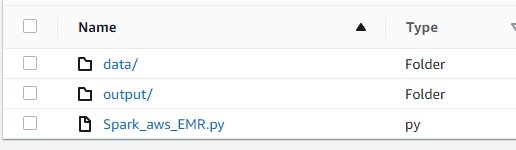 Name Type
data/ Folder
output/ Folder
Spark_aws_EMR.py py